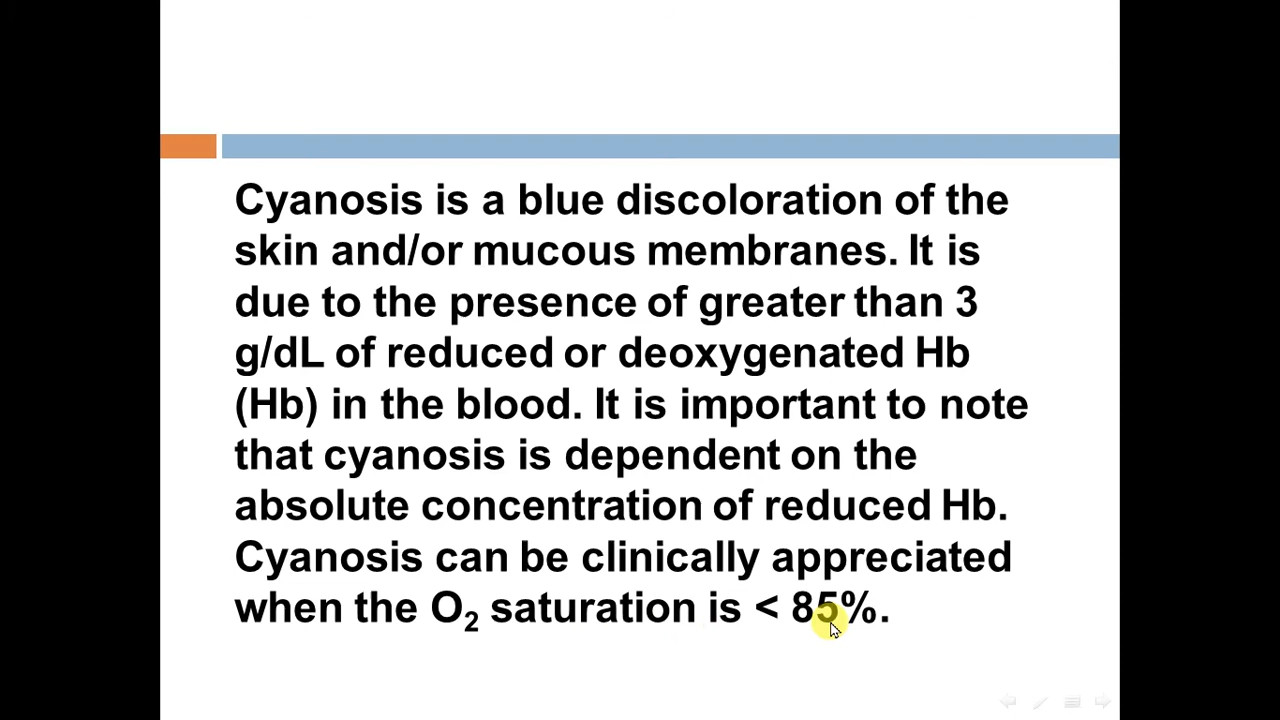 Cyanosis is a blue discoloration of the
skin and/or mucous membranes. It is
due to the presence of greater than 3
g/dL of reduced or deoxygenated Hb
(Hb) in the blood. It is important to note
that cyanosis is dependent on the
absolute concentration of reduced Hb.
Cyanosis can be clinically appreciated
when the O₂ saturation is < 85%.